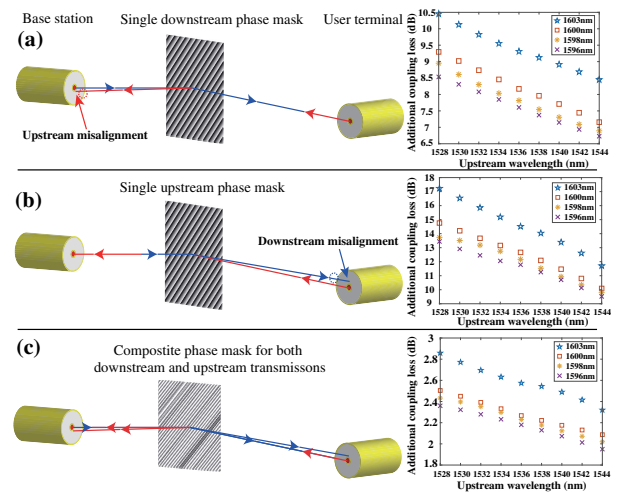 (a)
Base station
Single downstream phase mask
User terminal
Upstream misalignment
Additional coupling loss (dB)
10.5
10
9.5
9
8.5
8
7.5
7
6.5
1603nm
1600nm
1598nm
1596nm
1528 1530 1532 1534 1536 1538 1540 1542 1544
Upstream wavelength (nm)
(b)
Single upstream phase mask
Downstream misalignment
Additional coupling loss (dB)
18
17
16
15
14
13
12
11
10
9
1603nm
1600nm
1598nm
1596nm
1528 1530 1532 1534 1536 1538 1540 1542 1544
Upstream wavelength (nm)
(c)
Compostite phase mask for both
downstream and upstream transmissons
Additional coupling loss (dB)
3
2.8
2.6
2.4
2.2
2
1.8
1603nm
1600nm
1598nm
1596nm
1528 1530 1532 1534 1536 1538 1540 1542 1544
Upstream wavelength (nm)